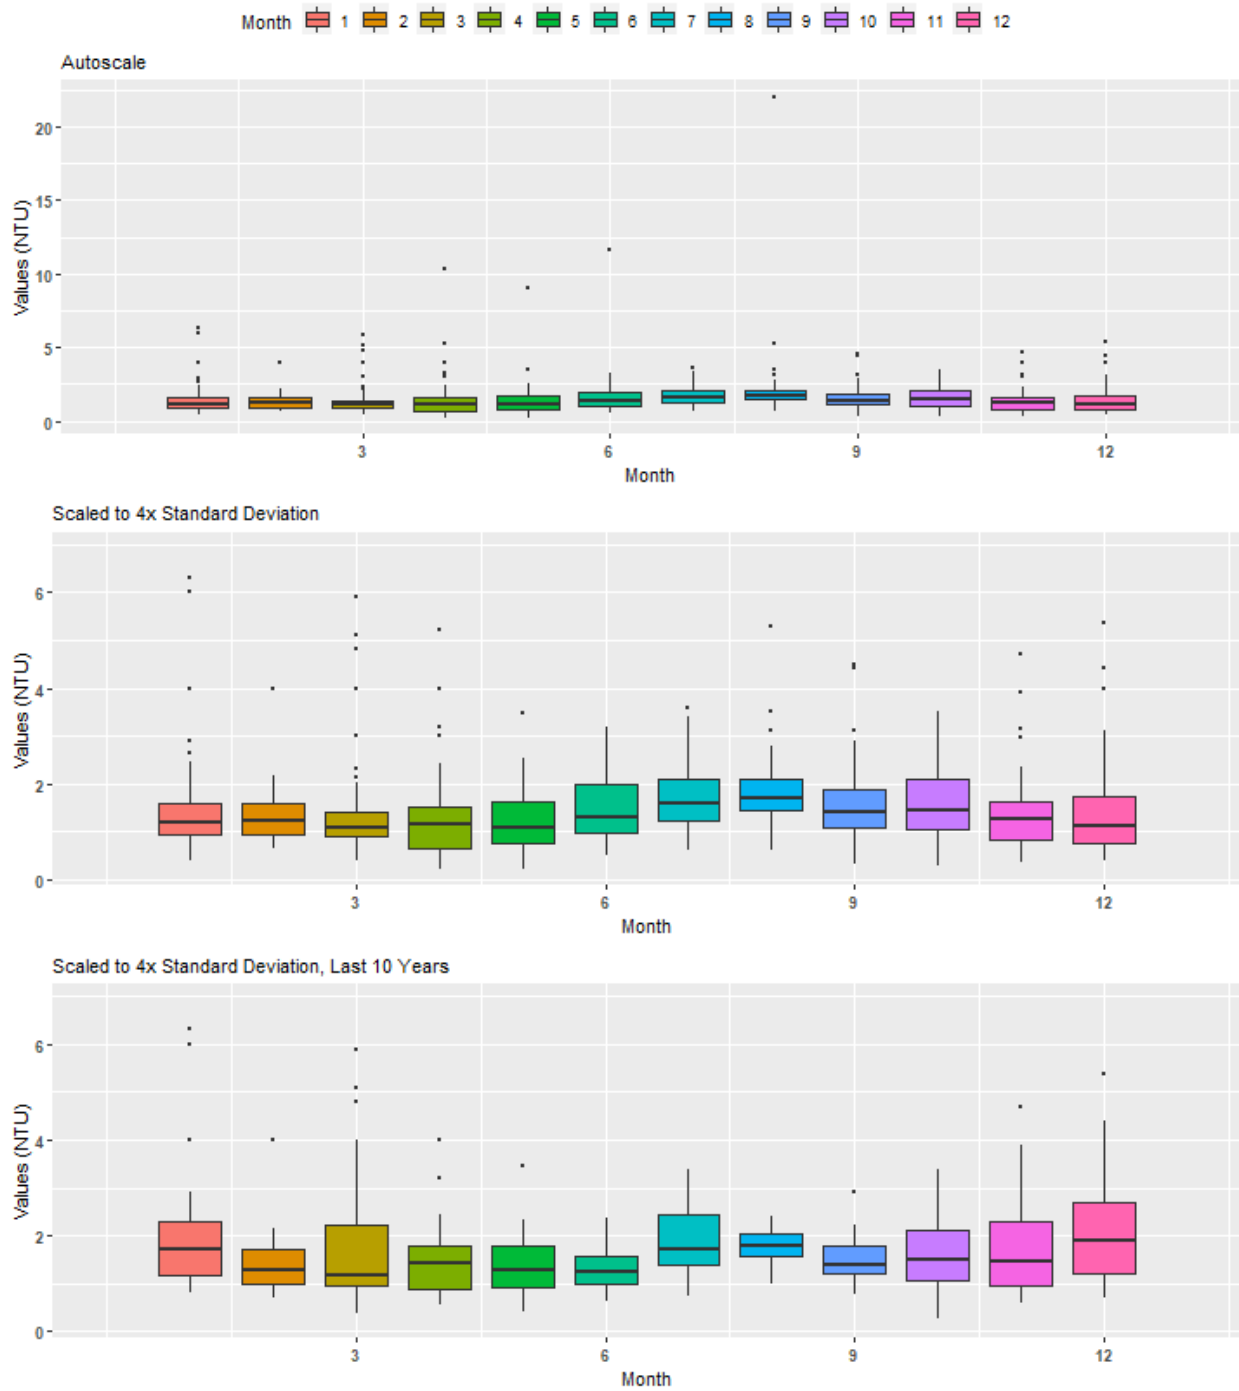 Month 1 2 3 4 5 6 7 8 9 10 11 12
Autoscale
Values (NTU)
20
15
10
5
0
3 6 9 12
Month
Scaled to 4x Standard Deviation
Values (NTU)
6
4
2
0
3 6 9 12
Month
Scaled to 4x Standard Deviation, Last 10 Years
Values (NTU)
6
4
2
0
3 6 9 12
Month